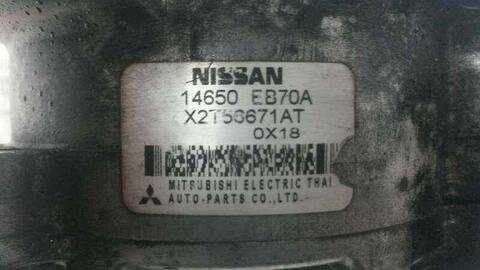 NISSAN
14650 EB70A
X2T56671AT
0X18
MITSUBISHI ELECTRIC THAI
AUTO-PARTS CO.,LTD.